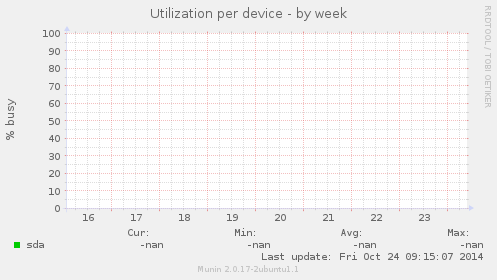 Utilization per device - by week
RRDTOOL / TOBI OETIKER
% busy
100
90
80
70
60
50
40
30
20
10
0
16 17 18 19 20 21 22 23
Cur: Min: Avg: Max:
sda -nan -nan -nan -nan
Last update: Fri Oct 24 09:15:07 2014
Munin 2.0.17-2ubuntu1.1